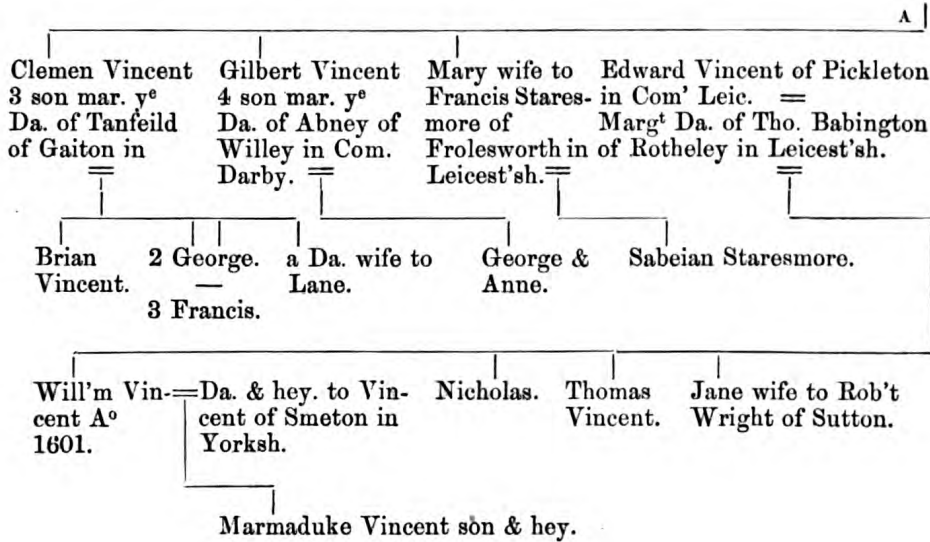 A
Clemen Vincent
3 son mar. yᵉ
Da. of Tanfeild
of Gaiton in
Gilbert Vincent
4 son mar. yᵉ
Da. of Abney of
Willey in Com.
Darby.
Mary wife to
Francis Stares-
more of
Frolesworth in
Leicest'sh.
Edward Vincent of Pickleton
in Com' Leic.
Margᵗ Da. of Tho. Babington
of Rotheley in Leicest'sh.
Brian
Vincent.
2 George.
—
3 Francis.
a Da. wife to
Lane.
George &
Anne.
Sabeian Staresmore.
Will'm Vin-
cent Aᵒ
1601.
Da. & hey. to Vin-
cent of Smeton in
Yorksh.
Nicholas.
Thomas
Vincent.
Jane wife to Rob't
Wright of Sutton.
Marmaduke Vincent son & hey.